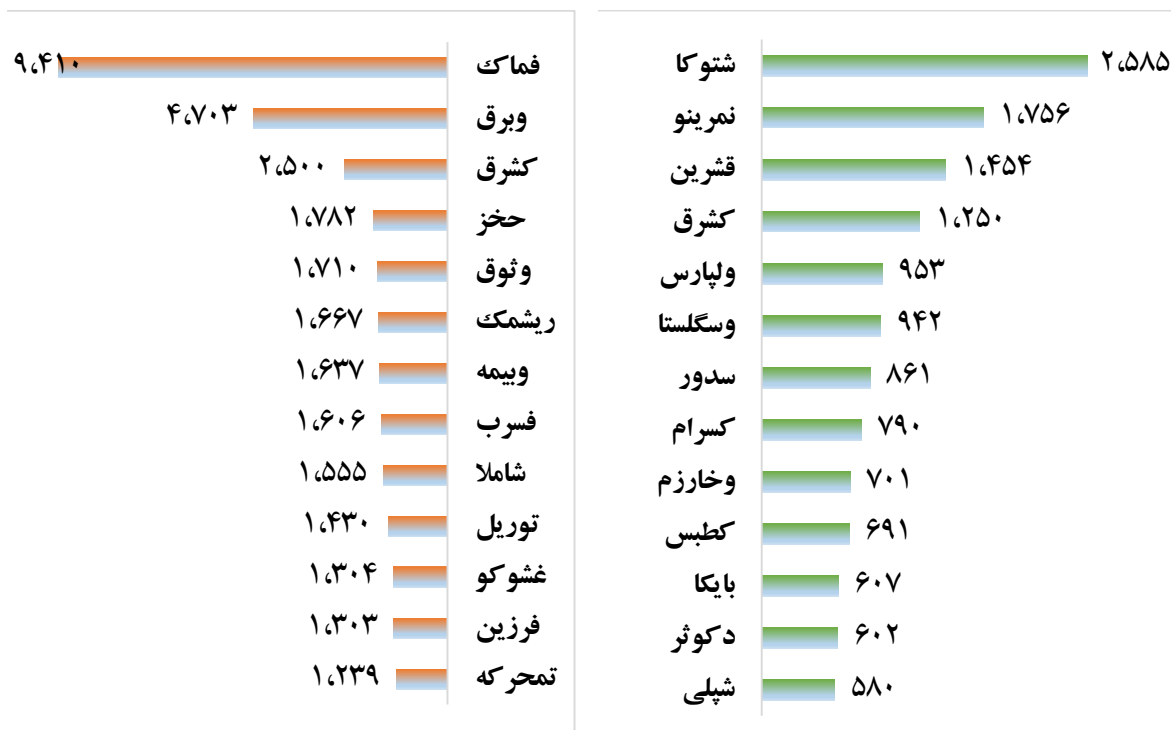 شتوکا ۲،۵۸۵
نمرینو ۱،۷۵۶
قشرین ۱،۴۵۴
کشرق ۱،۲۵۰
ولپارس ۹۵۳
وسگلستا ۹۴۲
سدور ۸۶۱
کسرام ۷۹۰
وخارزم ۷۰۱
کطبس ۶۹۱
بایکا ۶۰۷
دکوثر ۶۰۲
شپلی ۵۸۰
فماک ۹،۴۱۰
وبرق ۴،۷۰۳
کشرق ۲،۵۰۰
حخز ۱،۷۸۲
وثوق ۱،۷۱۰
ریشمک ۱،۶۶۷
وبیمه ۱،۶۳۷
فسرب ۱،۶۰۶
شاملا ۱،۵۵۵
توریل ۱،۴۳۰
غشوکو ۱،۳۰۴
فرزین ۱،۳۰۳
تمحرکه ۱،۲۳۹